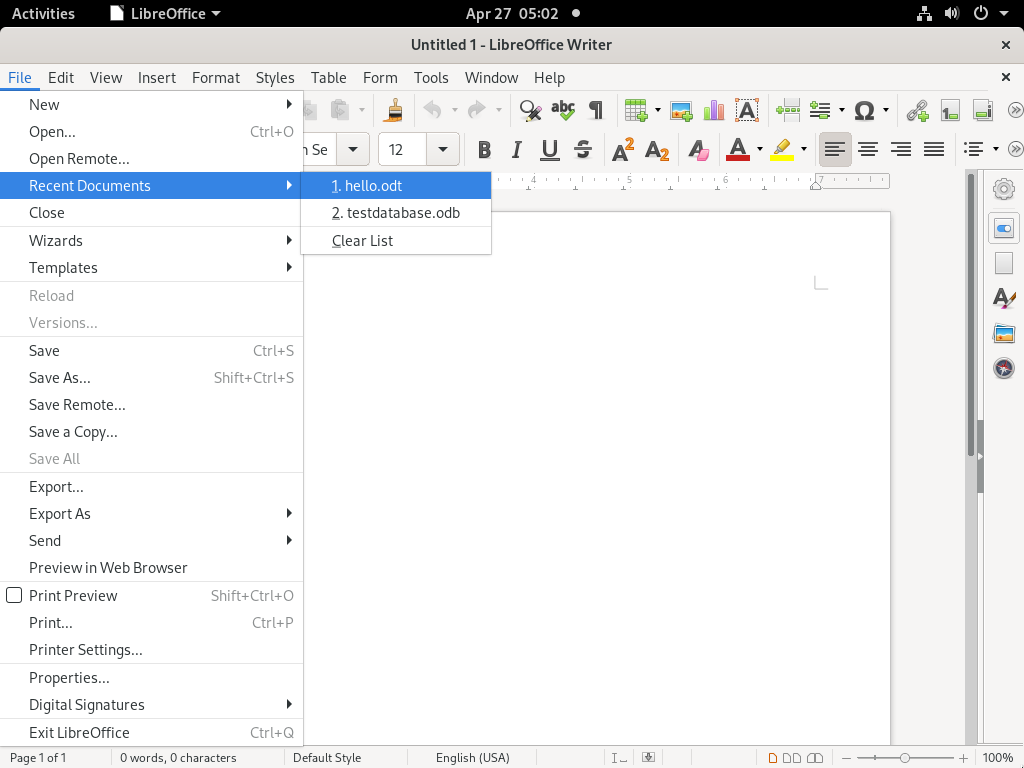 Activities LibreOffice Apr 27 05:02
Untitled 1 - LibreOffice Writer
File Edit View Insert Format Styles Table Form Tools Window Help
New
Open... Ctrl+O
Open Remote...
Recent Documents
1. hello.odt
2. testdatabase.odb
Clear List
Close
Wizards
Templates
Reload
Versions...
Save Ctrl+S
Save As... Shift+Ctrl+S
Save Remote...
Save a Copy...
Save All
Export...
Export As
Send
Preview in Web Browser
Print Preview Shift+Ctrl+O
Print... Ctrl+P
Printer Settings...
Properties...
Digital Signatures
Exit LibreOffice Ctrl+Q
n Se 12
4 5 6 7
Page 1 of 1 0 words, 0 characters Default Style English (USA) 100%